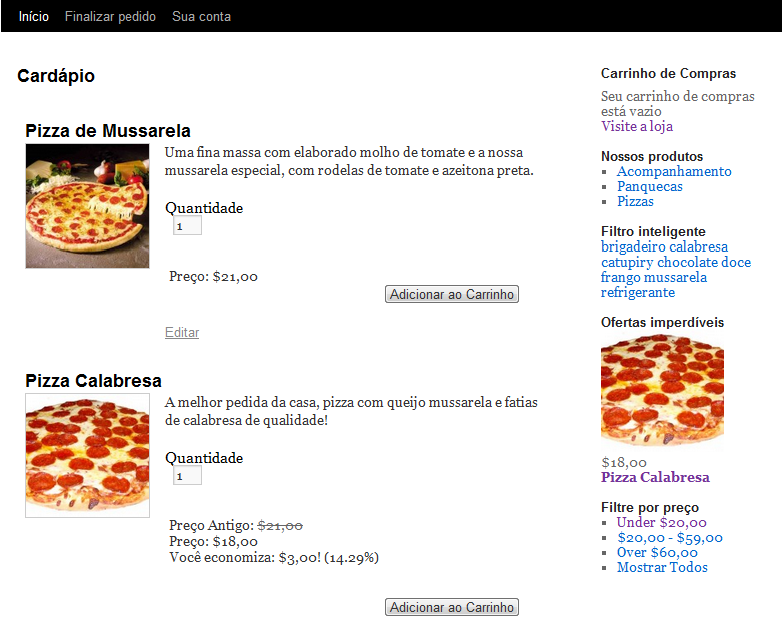 Início Finalizar pedido Sua conta
Cardápio
Pizza de Mussarela
Uma fina massa com elaborado molho de tomate e a nossa
mussarela especial, com rodelas de tomate e azeitona preta.
Quantidade
1
Preço: $21,00
Adicionar ao Carrinho
Editar
Pizza Calabresa
A melhor pedida da casa, pizza com queijo mussarela e fatias
de calabresa de qualidade!
Quantidade
1
Preço Antigo: $21,00
Preço: $18,00
Você economiza: $3,00! (14.29%)
Adicionar ao Carrinho
Carrinho de Compras
Seu carrinho de compras
está vazio
Visite a loja
Nossos produtos
Acompanhamento
Panquecas
Pizzas
Filtro inteligente
brigadeiro calabresa
catupiry chocolate doce
frango mussarela
refrigerante
Ofertas imperdíveis
$18,00
Pizza Calabresa
Filtre por preço
Under $20,00
$20,00 - $59,00
Over $60,00
Mostrar Todos